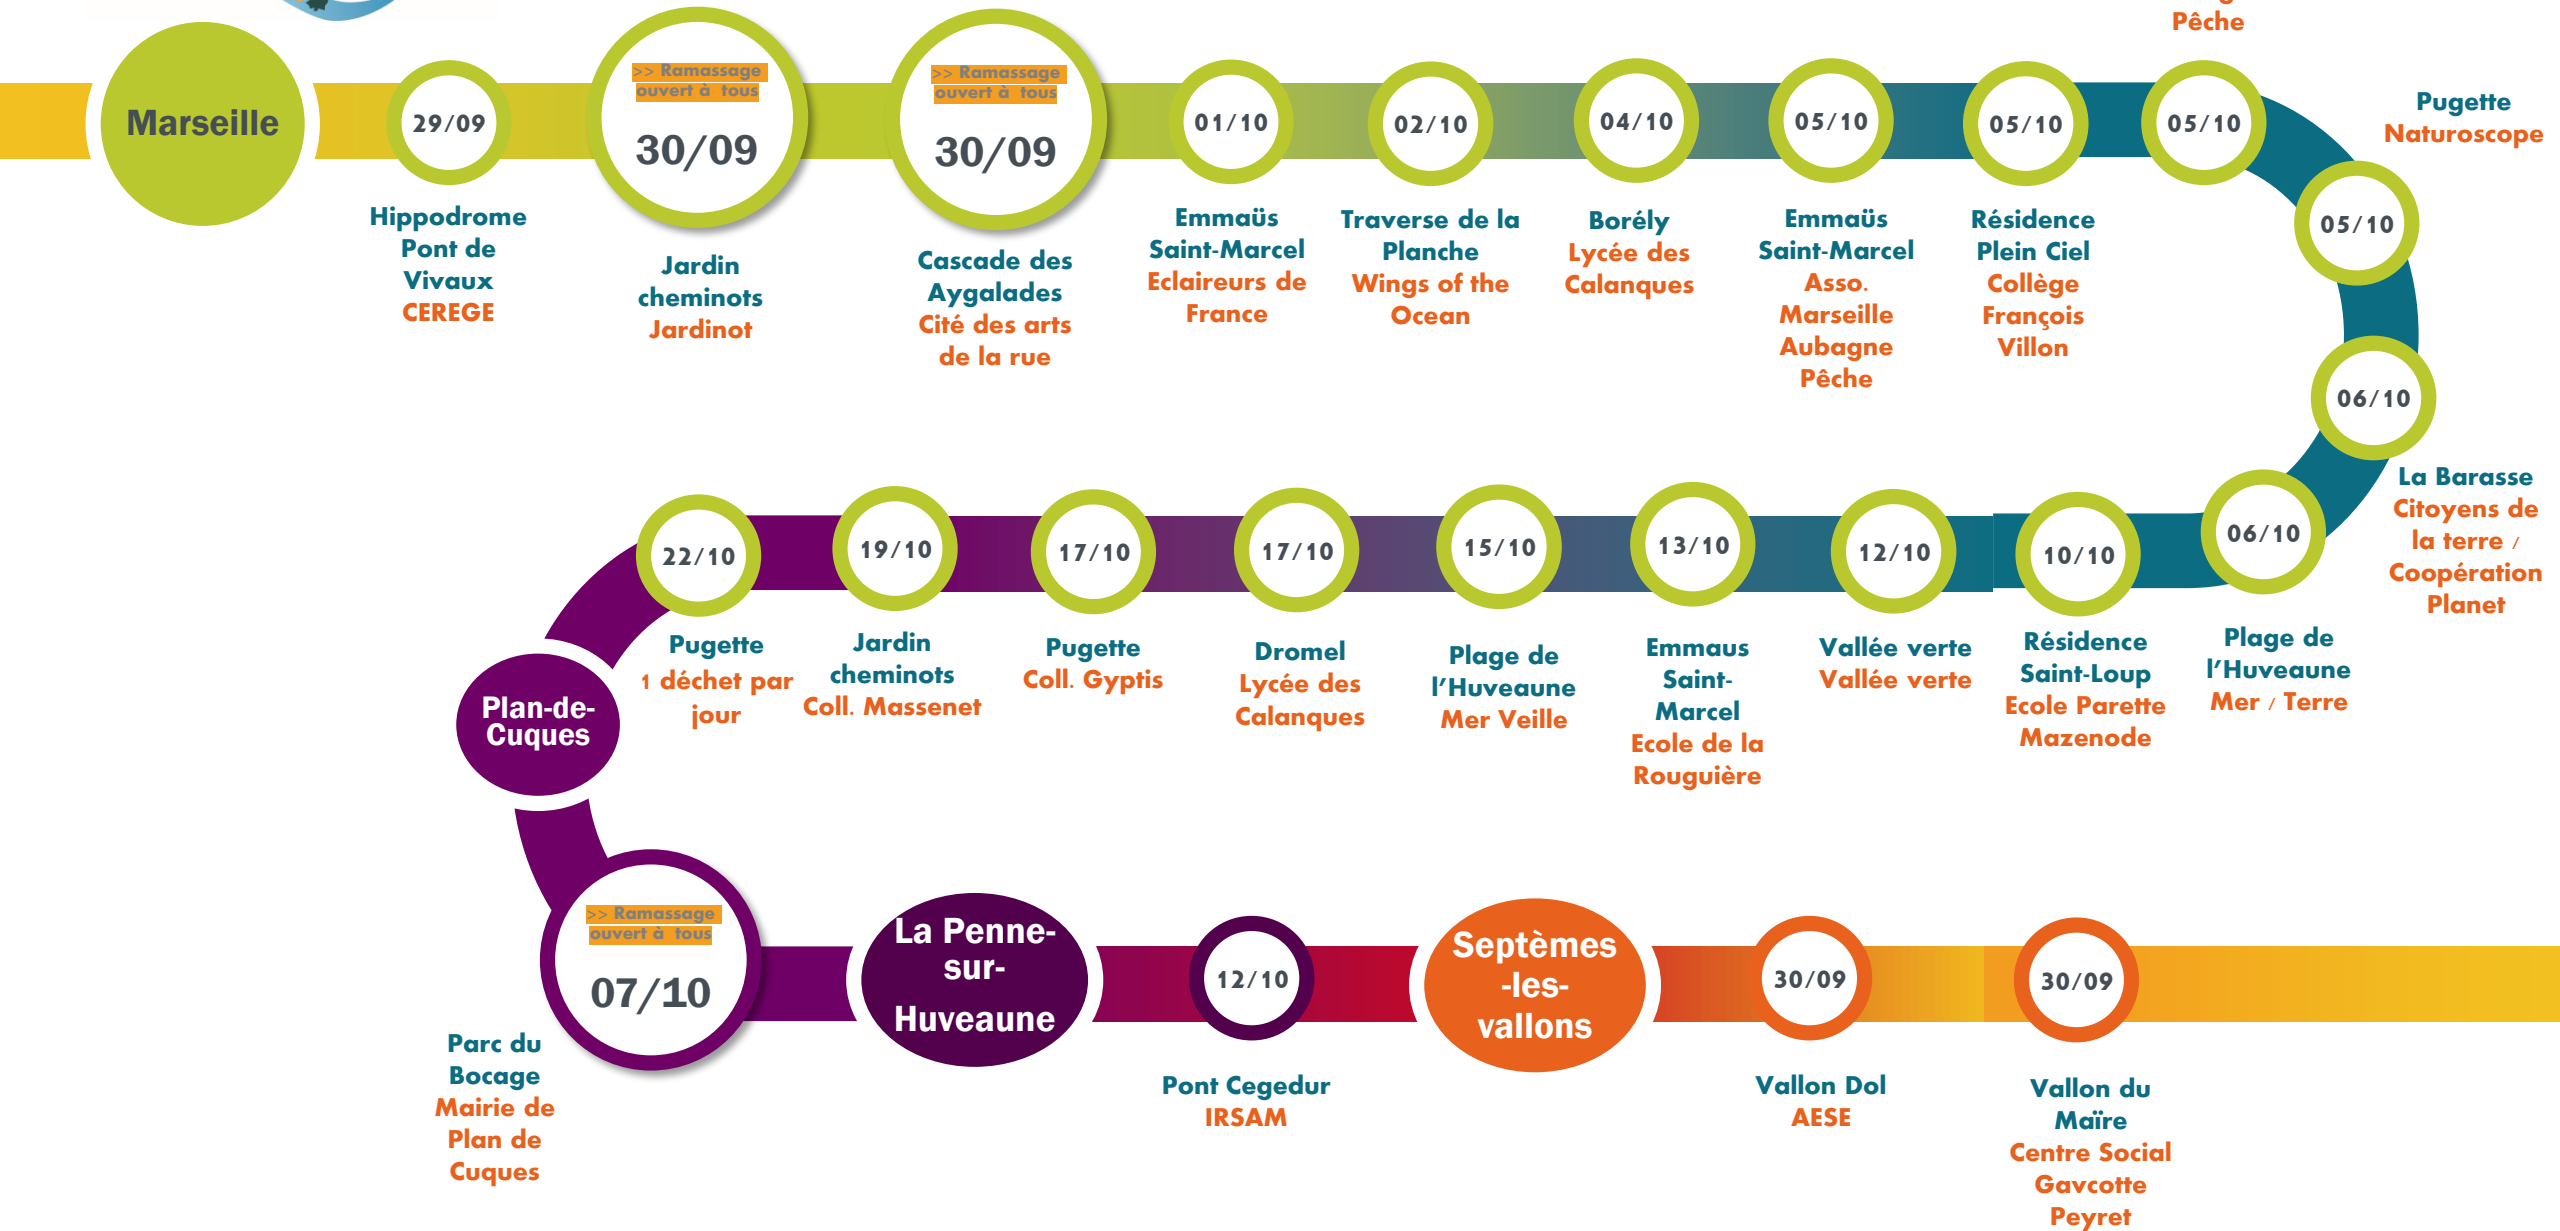 Pêche
Marseille
29/09
Hippodrome
Pont de
Vivaux
CEREGE
>> Ramassage
ouvert à tous
30/09
Jardin
cheminots
Jardinot
>> Ramassage
ouvert à tous
30/09
Cascade des
Aygalades
Cité des arts
de la rue
01/10
Emmaüs
Saint-Marcel
Eclaireurs de
France
02/10
Traverse de la
Planche
Wings of the
Ocean
04/10
Borély
Lycée des
Calanques
05/10
Emmaüs
Saint-Marcel
Asso.
Marseille
Aubagne
Pêche
05/10
Résidence
Plein Ciel
Collège
François
Villon
05/10
05/10
Pugette
Naturoscope
06/10
La Barasse
Citoyens de
la terre /
Coopération
Planet
06/10
Plage de
l'Huveaune
Mer / Terre
10/10
Résidence
Saint-Loup
Ecole Parette
Mazenode
12/10
Vallée verte
Vallée verte
13/10
Emmaus
Saint-
Marcel
Ecole de la
Rouguière
15/10
Plage de
l'Huveaune
Mer Veille
17/10
Dromel
Lycée des
Calanques
17/10
Pugette
Coll. Gyptis
19/10
Jardin
cheminots
Coll. Massenet
22/10
Pugette
1 déchet par
jour
Plan-de-
Cuques
>> Ramassage
ouvert à tous
07/10
Parc du
Bocage
Mairie de
Plan de
Cuques
La Penne-
sur-
Huveaune
12/10
Pont Cegedur
IRSAM
Septèmes
-les-
vallons
30/09
Vallon Dol
AESE
30/09
Vallon du
Maïre
Centre Social
Gavcotte
Peyret